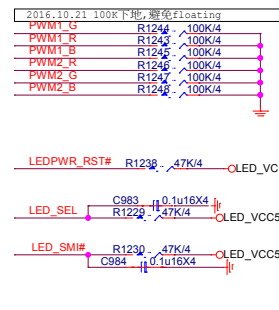 2016.10.21 100K下地,避免floating
PWM1_G R1244 100K/4
PWM1_R R1243 100K/4
PWM1_B R1245 100K/4
PWM2_R R1246 100K/4
PWM2_G R1247 100K/4
PWM2_B R1248 100K/4
LEDPWR_RST# R1238 47K/4 LED_VC
C983 0.1u16X4
LED_SEL R1229 47K/4 LED_VCC5
LED_SMI# R1230 47K/4 LED_VCC5
C984 0.1u16X4